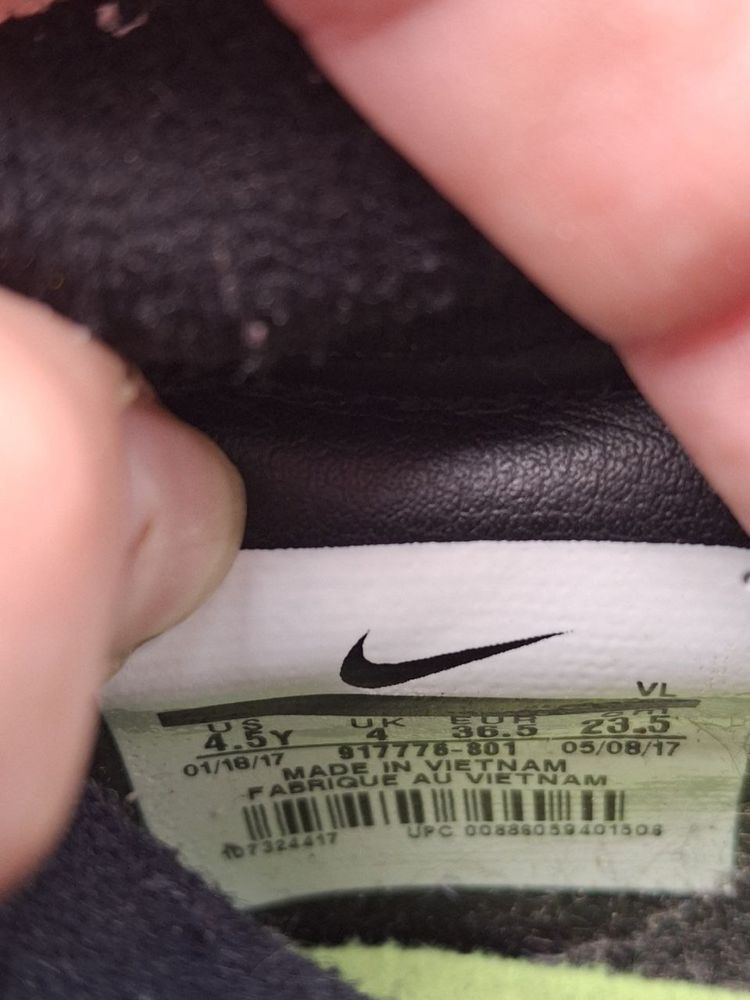 VL
US UK EUR cm
4.5Y 4 36.5 23.5
917776-801
01/18/17 05/08/17
MADE IN VIETNAM
FABRIQUE AU VIETNAM
UPC 00886059401506